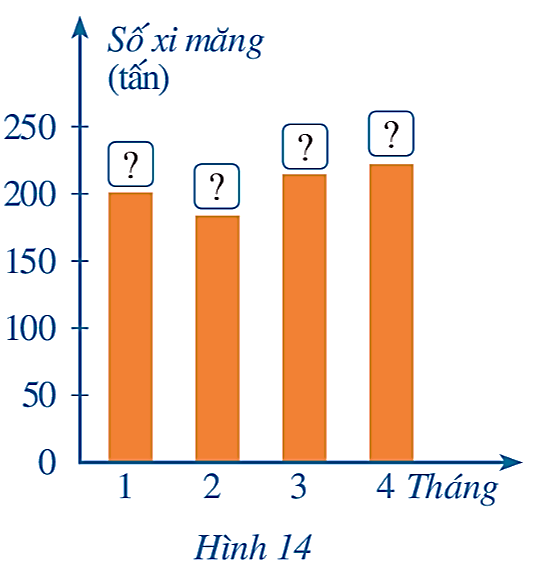 Số xi măng
(tấn)
250
200
150
100
50
0
?
?
?
?
1 2 3 4 Tháng
Hình 14